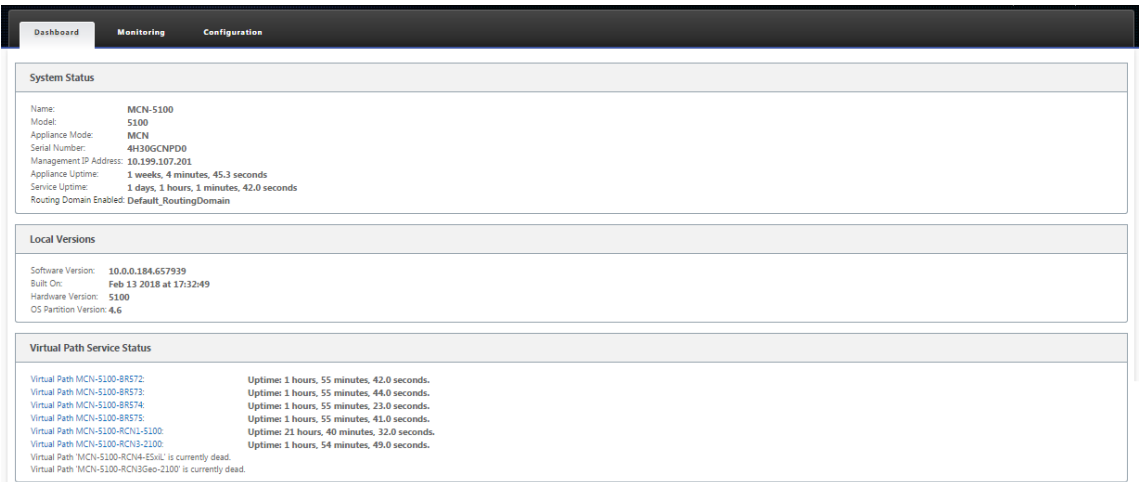 Dashboard Monitoring Configuration
System Status
Name: MCN-5100
Model: 5100
Appliance Mode: MCN
Serial Number: 4H30GCNPD0
Management IP Address: 10.199.107.201
Appliance Uptime: 1 weeks, 4 minutes, 45.3 seconds
Service Uptime: 1 days, 1 hours, 1 minutes, 42.0 seconds
Routing Domain Enabled: Default_RoutingDomain
Local Versions
Software Version: 10.0.0.184.657939
Built On: Feb 13 2018 at 17:32:49
Hardware Version: 5100
OS Partition Version: 4.6
Virtual Path Service Status
Virtual Path MCN-5100-BR572: Uptime: 1 hours, 55 minutes, 42.0 seconds.
Virtual Path MCN-5100-BR573: Uptime: 1 hours, 55 minutes, 44.0 seconds.
Virtual Path MCN-5100-BR574: Uptime: 1 hours, 55 minutes, 23.0 seconds.
Virtual Path MCN-5100-BR575: Uptime: 1 hours, 55 minutes, 41.0 seconds.
Virtual Path MCN-5100-RCN1-5100: Uptime: 21 hours, 40 minutes, 32.0 seconds.
Virtual Path MCN-5100-RCN3-2100: Uptime: 1 hours, 54 minutes, 49.0 seconds.
Virtual Path 'MCN-5100-RCN4-ESxiL' is currently dead.
Virtual Path 'MCN-5100-RCN3Geo-2100' is currently dead.